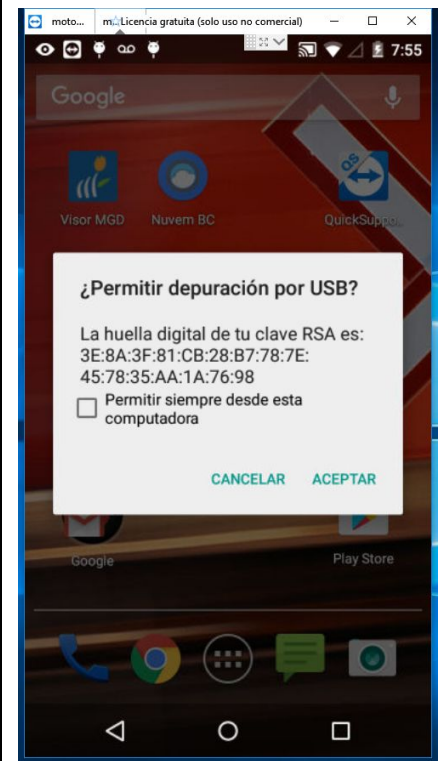 moto...
m Licencia gratuita (solo uso no comercial)
7:55
Google
QS
Visor MGD
Nuvem BC
QuickSuppo..
¿Permitir depuración por USB?
La huella digital de tu clave RSA es:
3E:8A:3F:81:CB:28:B7:78:7E:
45:78:35:AA:1A:76:98
Permitir siempre desde esta
computadora
CANCELAR ACEPTAR
Google
Play Store